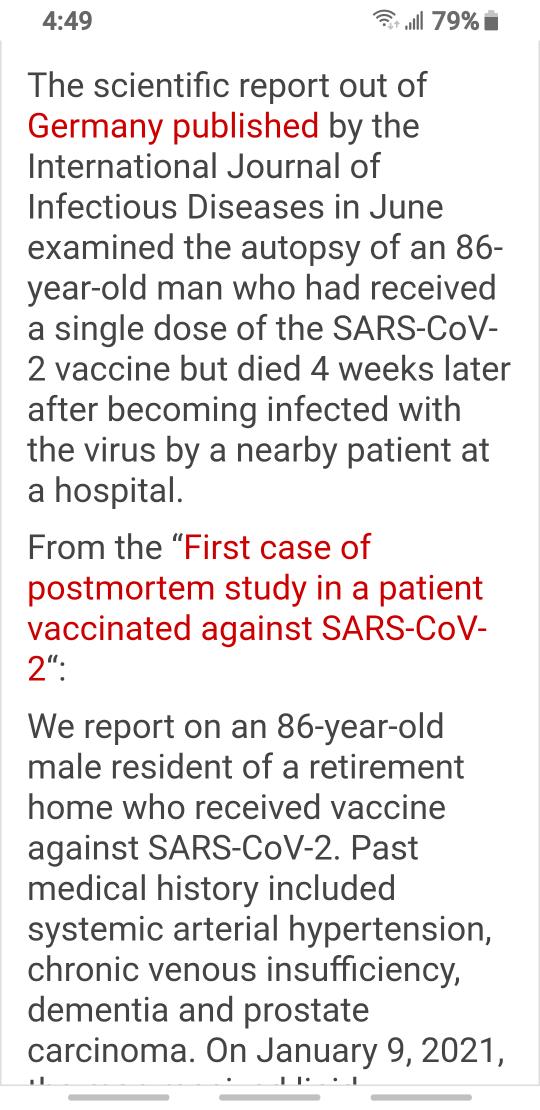 4:49
79%
The scientific report out of
Germany published by the
International Journal of
Infectious Diseases in June
examined the autopsy of an 86-
year-old man who had received
a single dose of the SARS-CoV-
2 vaccine but died 4 weeks later
after becoming infected with
the virus by a nearby patient at
a hospital.
From the “First case of
postmortem study in a patient
vaccinated against SARS-CoV-
2“:
We report on an 86-year-old
male resident of a retirement
home who received vaccine
against SARS-CoV-2. Past
medical history included
systemic arterial hypertension,
chronic venous insufficiency,
dementia and prostate
carcinoma. On January 9, 2021,